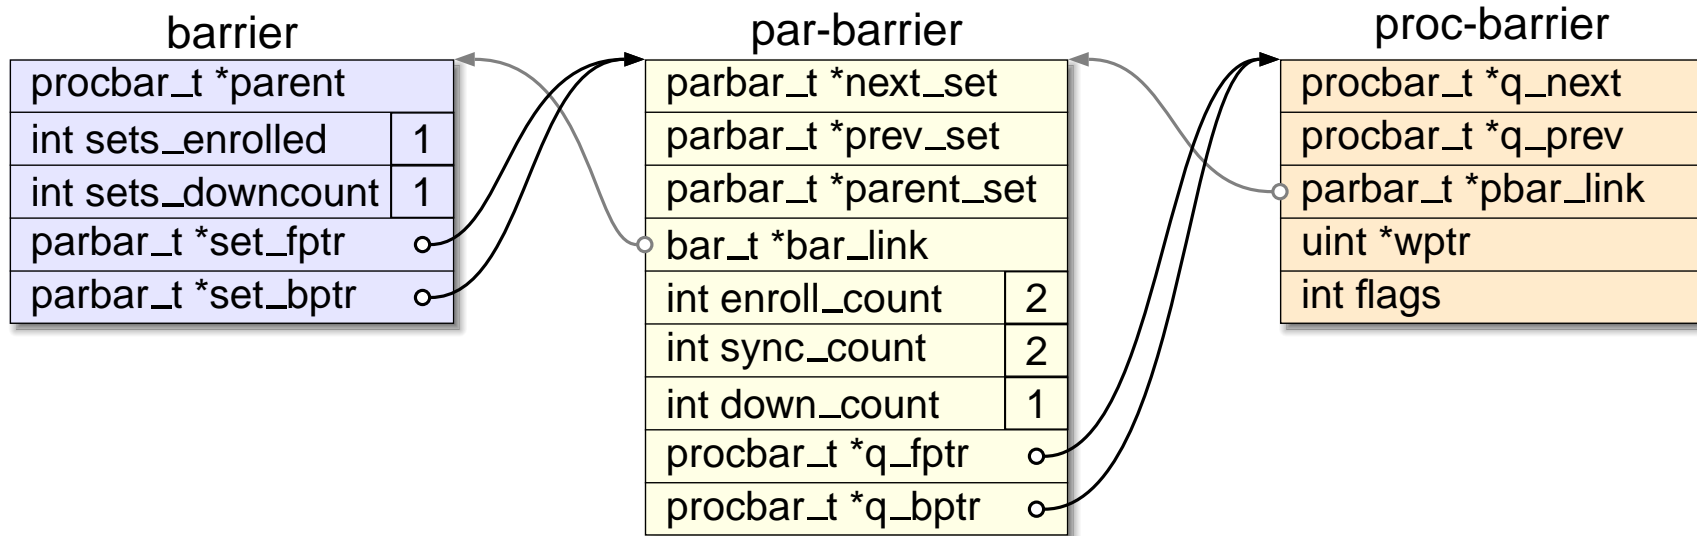 barrier
procbar_t *parent
int sets_enrolled 1
int sets_downcount 1
parbar_t *set_fptr
parbar_t *set_bptr
par-barrier
parbar_t *next_set
parbar_t *prev_set
parbar_t *parent_set
bar_t *bar_link
int enroll_count 2
int sync_count 2
int down_count 1
procbar_t *q_fptr
procbar_t *q_bptr
proc-barrier
procbar_t *q_next
procbar_t *q_prev
parbar_t *pbar_link
uint *wptr
int flags